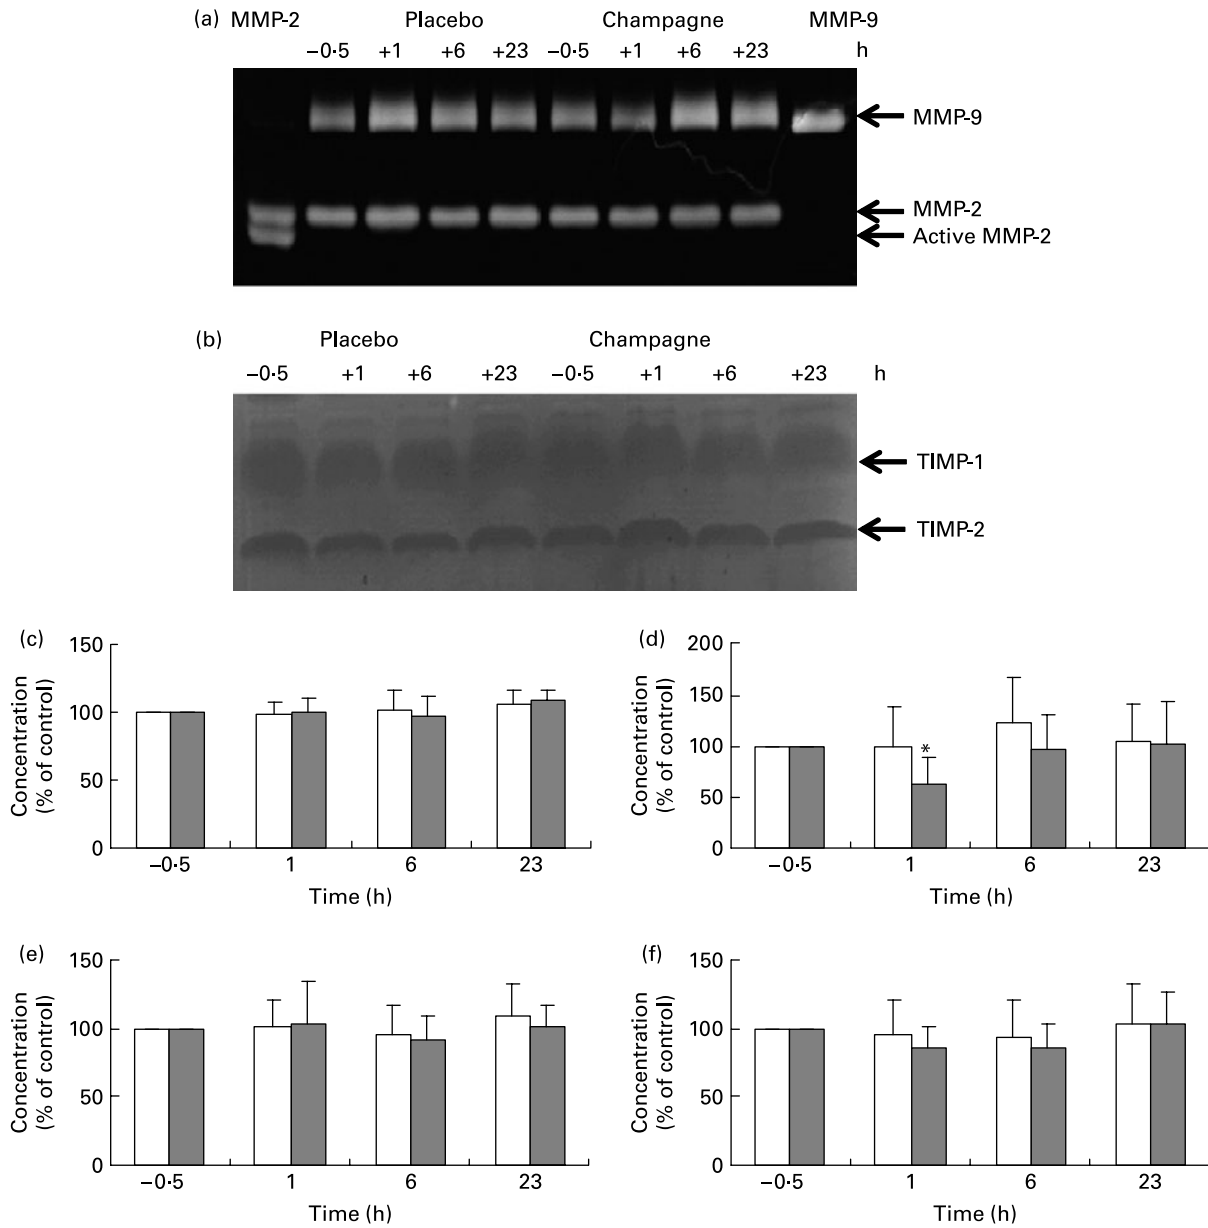 (a) MMP-2 Placebo Champagne MMP-9
−0·5 +1 +6 +23 −0·5 +1 +6 +23 h
MMP-9
MMP-2
Active MMP-2
(b) Placebo Champagne
−0·5 +1 +6 +23 −0·5 +1 +6 +23 h
TIMP-1
TIMP-2
(c)
Concentration
(% of control)
150
100
50
0
−0·5 1 6 23
Time (h)
(d)
Concentration
(% of control)
200
150
100
50
0
*
−0·5 1 6 23
Time (h)
(e)
Concentration
(% of control)
150
100
50
0
−0·5 1 6 23
Time (h)
(f)
Concentration
(% of control)
150
100
50
0
−0·5 1 6 23
Time (h)